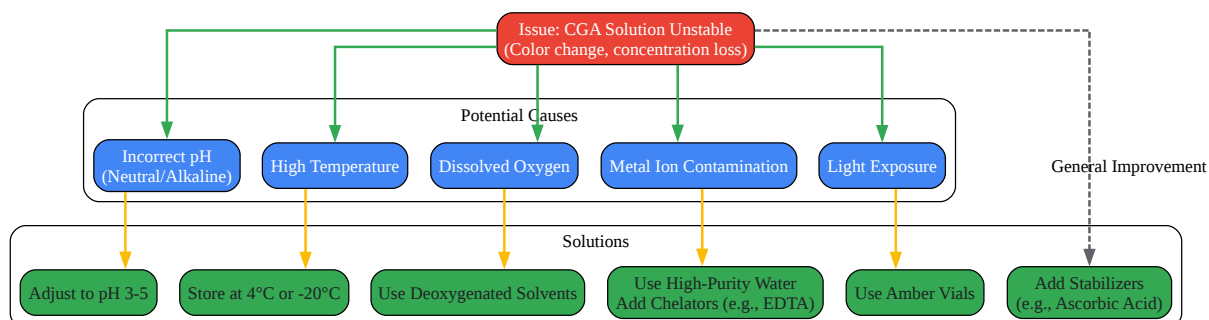 Issue: CGA Solution Unstable
(Color change, concentration loss)
Potential Causes
Incorrect pH
(Neutral/Alkaline)
High Temperature
Dissolved Oxygen
Metal Ion Contamination
Light Exposure
General Improvement
Solutions
Adjust to pH 3-5
Store at 4°C or -20°C
Use Deoxygenated Solvents
Use High-Purity Water
Add Chelators (e.g., EDTA)
Use Amber Vials
Add Stabilizers
(e.g., Ascorbic Acid)